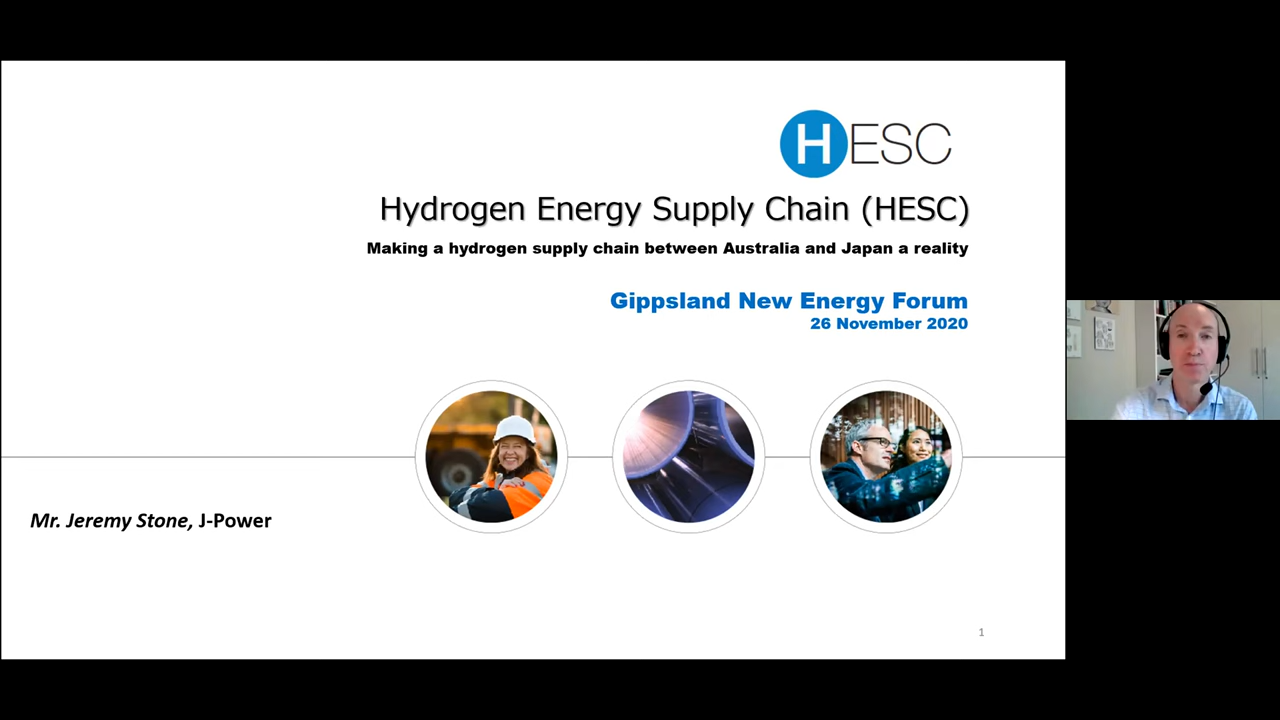 HESC
Hydrogen Energy Supply Chain (HESC)
Making a hydrogen supply chain between Australia and Japan a reality
Gippsland New Energy Forum
26 November 2020
Mr. Jeremy Stone, J-Power
1